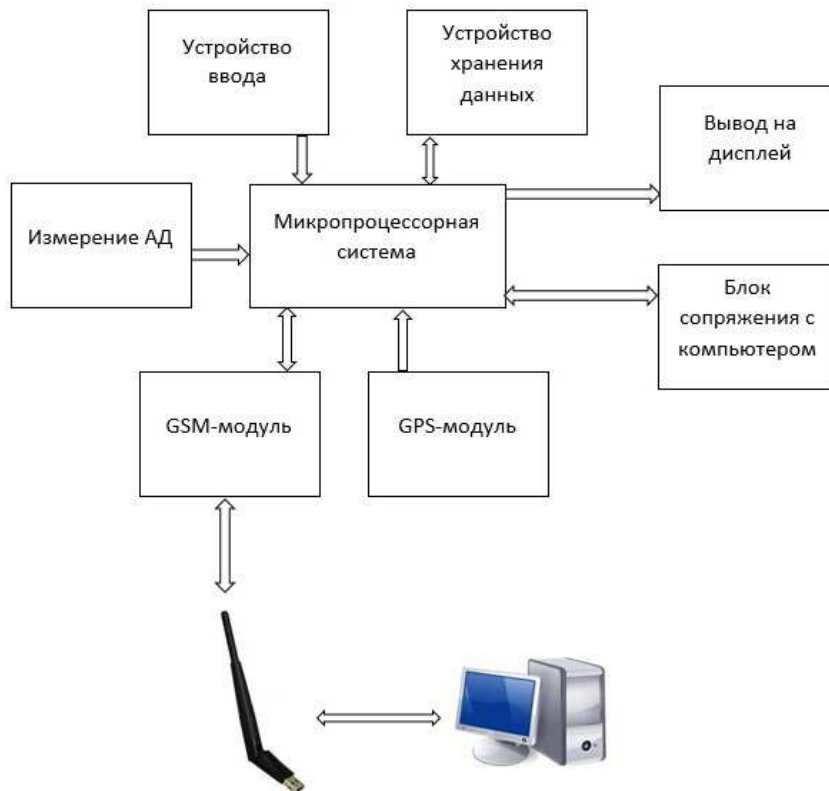 Устройство
ввода
Устройство
хранения
данных
Вывод на
дисплей
Измерение АД
Микропроцессорная
система
Блок
сопряжения с
компьютером
GSM-модуль
GPS-модуль